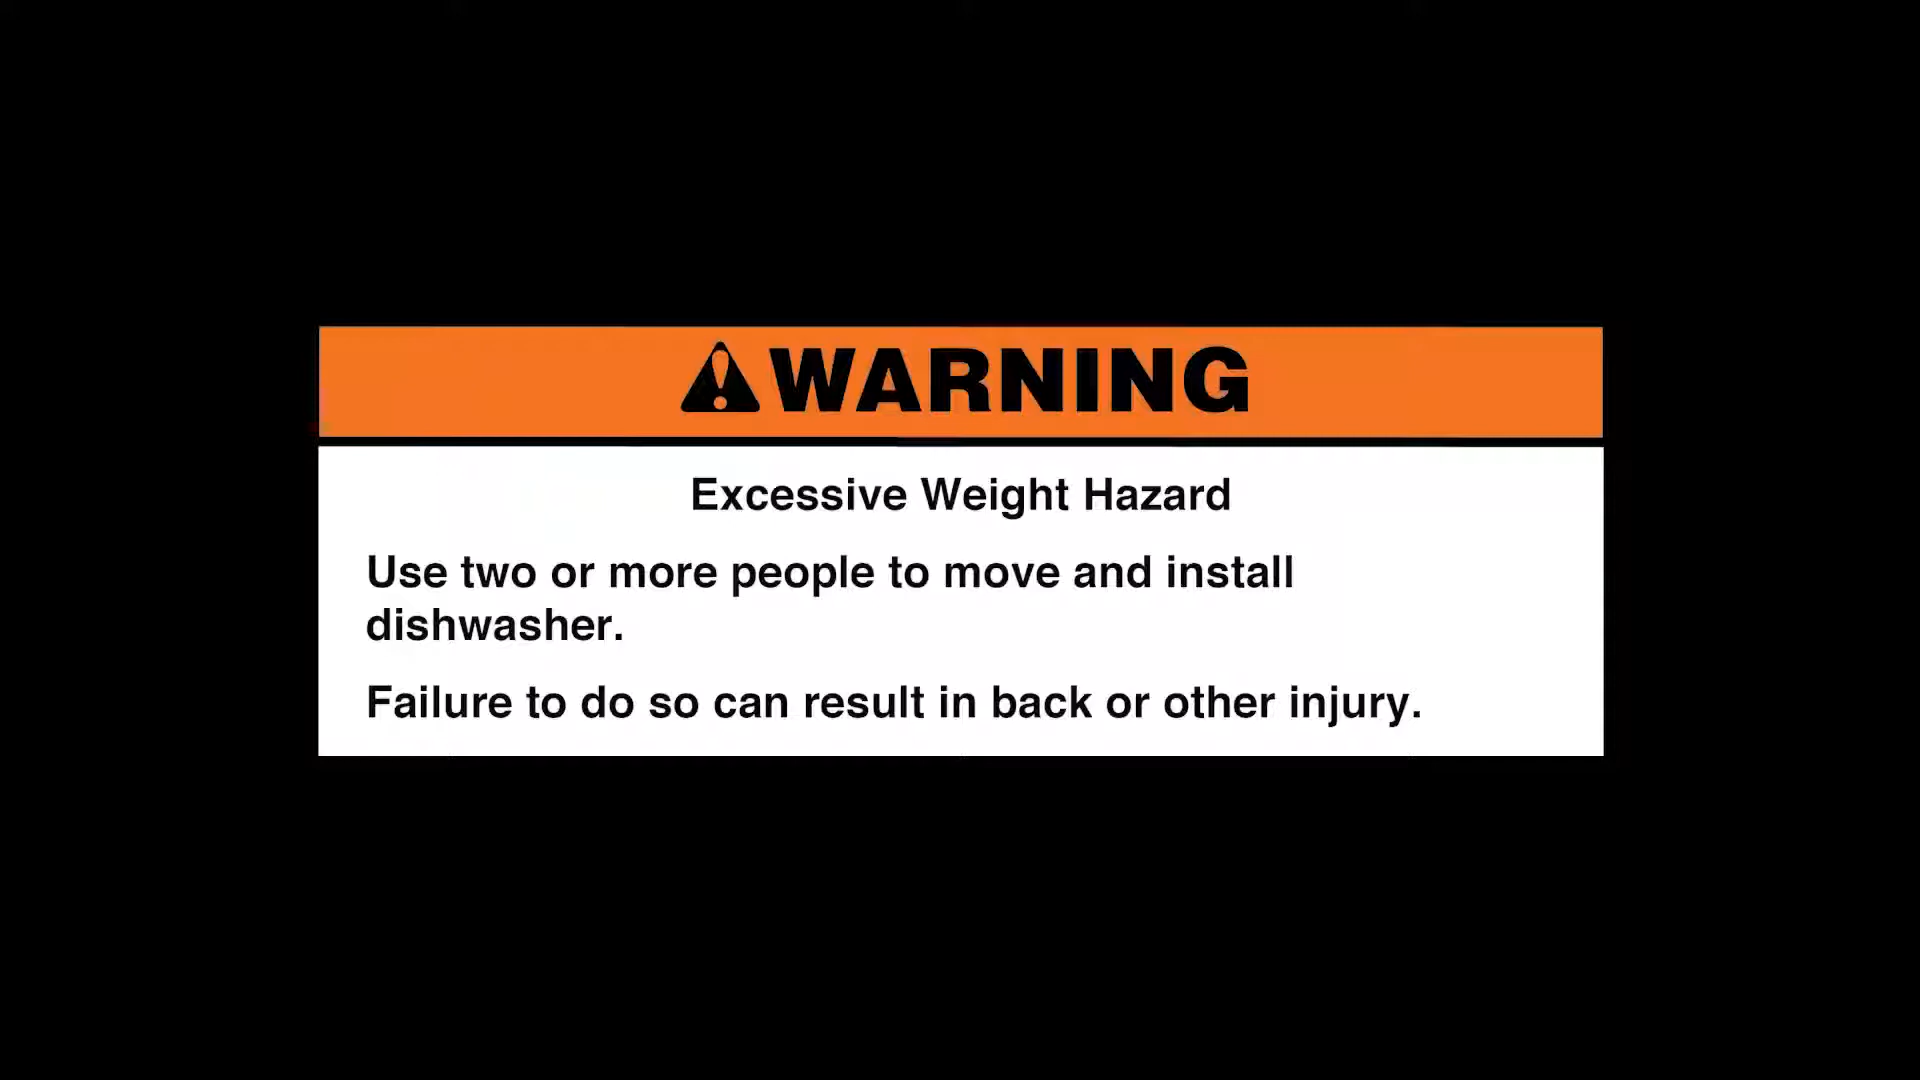 WARNING
Excessive Weight Hazard
Use two or more people to move and install
dishwasher.
Failure to do so can result in back or other injury.